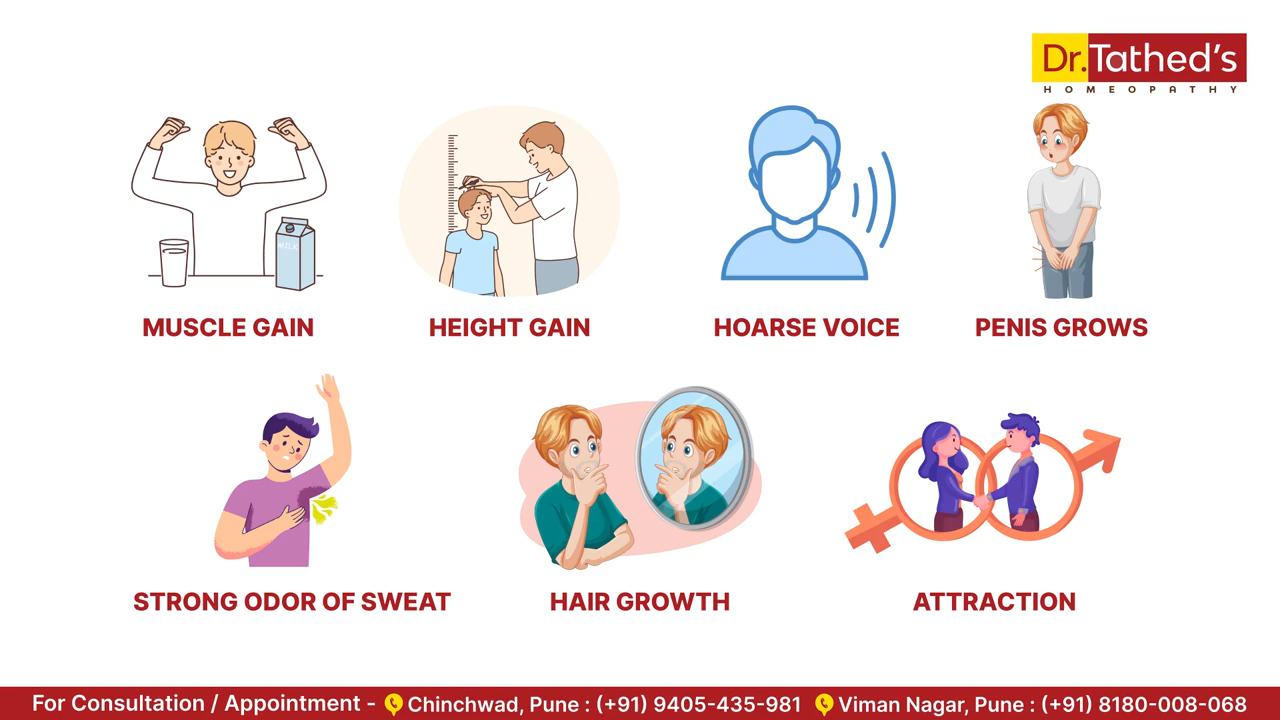 Dr.Tathed's
HOMEOPATHY
MILK
MUSCLE GAIN
HEIGHT GAIN
HOARSE VOICE
PENIS GROWS
STRONG ODOR OF SWEAT
HAIR GROWTH
ATTRACTION
For Consultation / Appointment - Chinchwad, Pune : (+91) 9405-435-981 Viman Nagar, Pune : (+91) 8180-008-068